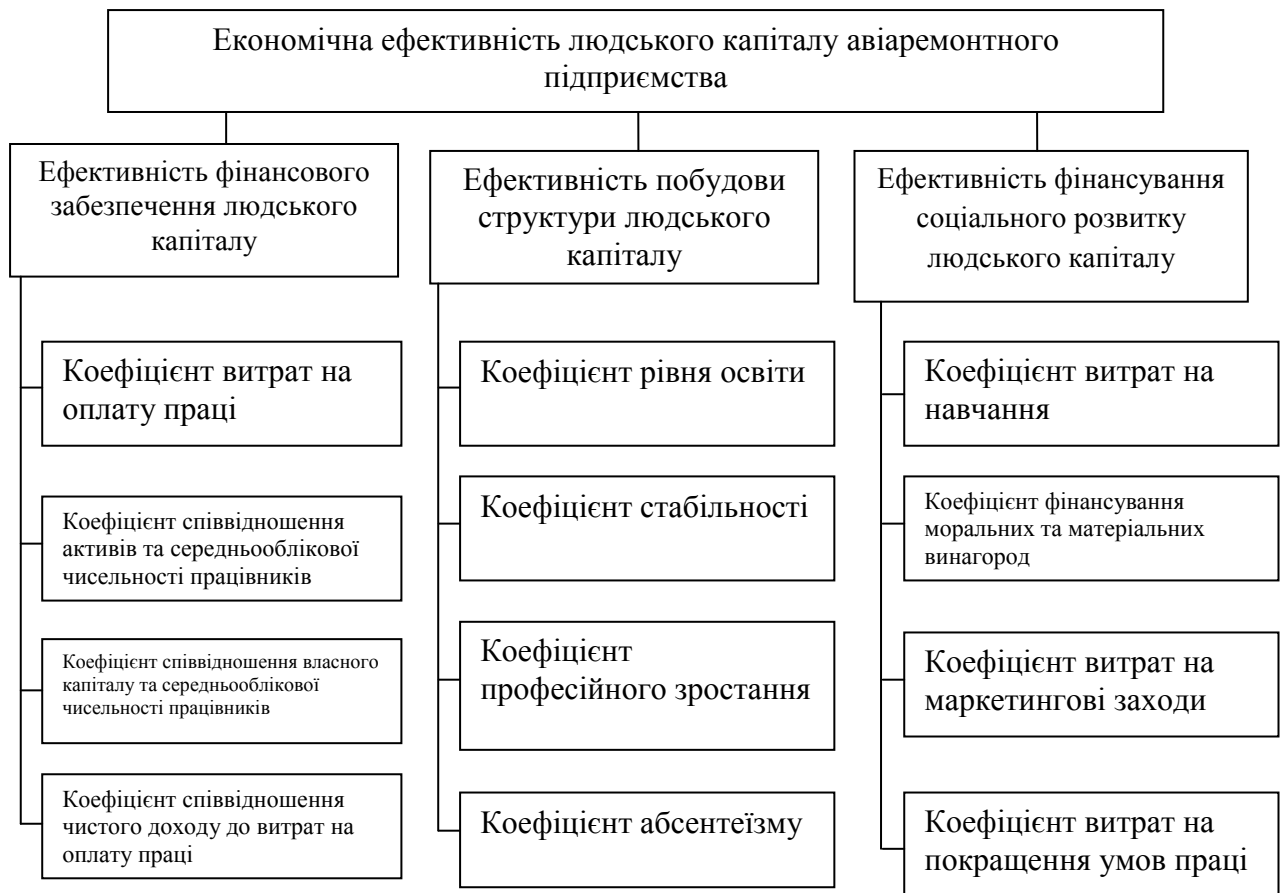 Економічна ефективність людського капіталу авіаремонтного
підприємства
Ефективність фінансового
забезпечення людського
капіталу
Коефіцієнт витрат на
оплату праці
Коефіцієнт співвідношення
активів та середньооблікової
чисельності працівників
Коефіцієнт співвідношення власного
капіталу та середньооблікової
чисельності працівників
Коефіцієнт співвідношення
чистого доходу до витрат на
оплату праці
Ефективність побудови
структури людського
капіталу
Коефіцієнт рівня освіти
Коефіцієнт стабільності
Коефіцієнт
професійного зростання
Коефіцієнт абсентеїзму
Ефективність фінансування
соціального розвитку
людського капіталу
Коефіцієнт витрат на
навчання
Коефіцієнт фінансування
моральних та матеріальних
винагород
Коефіцієнт витрат на
маркетингові заходи
Коефіцієнт витрат на
покращення умов праці